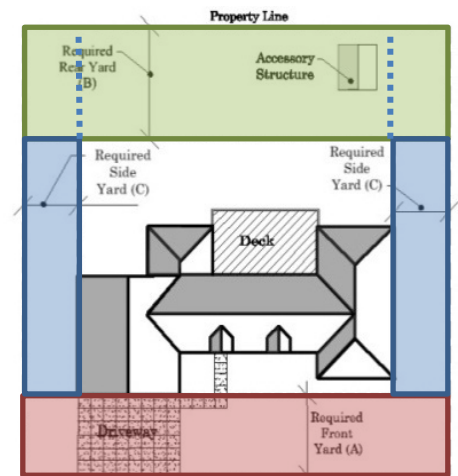 Property Line
Required
Rear Yard
(B)
Accessory
Structure
Required
Side
Yard (C)
Required
Side
Yard (C)
Deck
Driveway
Required
Front
Yard (A)